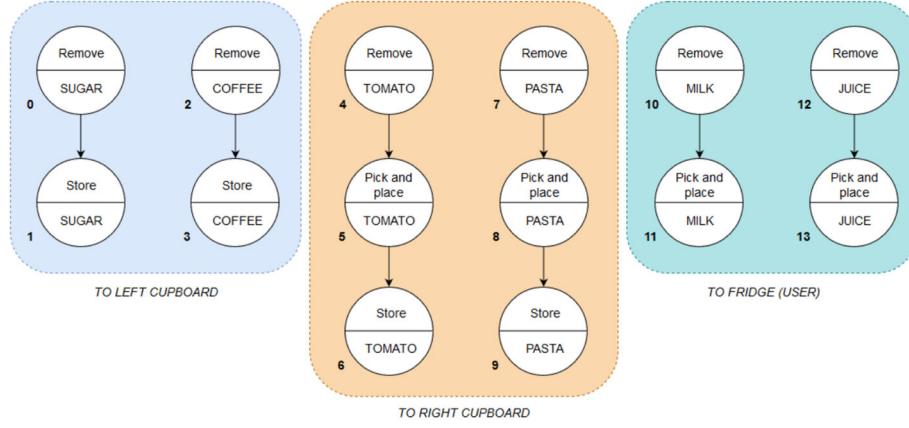 Remove
SUGAR
0
Store
SUGAR
1
Remove
COFFEE
2
Store
COFFEE
3
TO LEFT CUPBOARD
Remove
TOMATO
4
Pick and
place
TOMATO
5
Store
TOMATO
6
Remove
PASTA
7
Pick and
place
PASTA
8
Store
PASTA
9
TO RIGHT CUPBOARD
Remove
MILK
10
Pick and
place
MILK
11
Remove
JUICE
12
Pick and
place
JUICE
13
TO FRIDGE (USER)